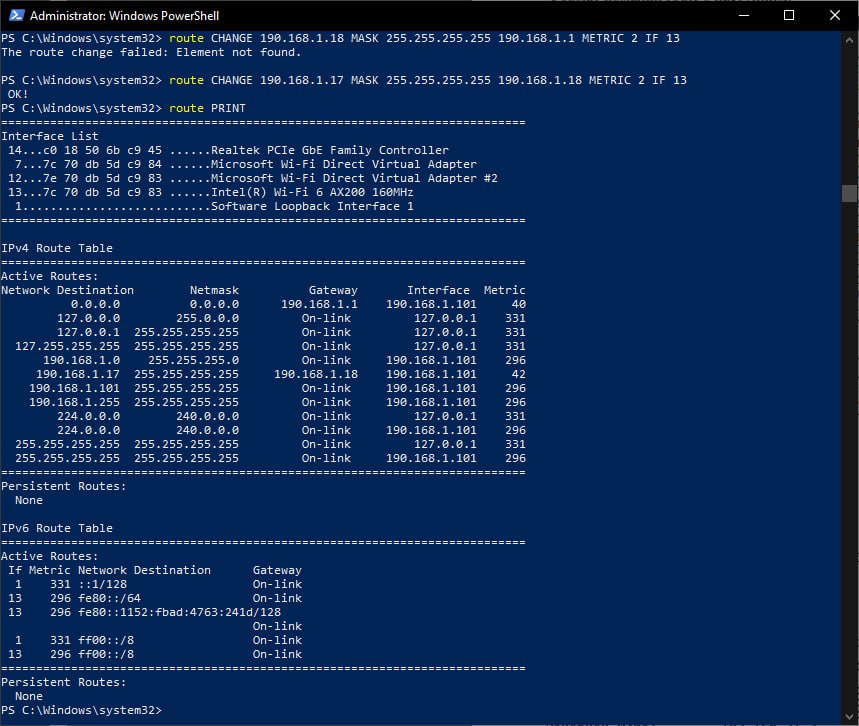 Administrator: Windows PowerShell
PS C:\Windows\system32> route CHANGE 190.168.1.18 MASK 255.255.255.255 190.168.1.1 METRIC 2 IF 13
The route change failed: Element not found.
PS C:\Windows\system32> route CHANGE 190.168.1.17 MASK 255.255.255.255 190.168.1.18 METRIC 2 IF 13
 OK!
PS C:\Windows\system32> route PRINT
===========================================================================
Interface List
 14...c0 18 50 6b c9 45 ......Realtek PCIe GbE Family Controller
  7...7c 70 db 5d c9 84 ......Microsoft Wi-Fi Direct Virtual Adapter
 12...7e 70 db 5d c9 83 ......Microsoft Wi-Fi Direct Virtual Adapter #2
 13...7c 70 db 5d c9 83 ......Intel(R) Wi-Fi 6 AX200 160MHz
  1...........................Software Loopback Interface 1
===========================================================================
IPv4 Route Table
===========================================================================
Active Routes:
Network Destination        Netmask          Gateway       Interface  Metric
          0.0.0.0          0.0.0.0      190.168.1.1    190.168.1.101     40
        127.0.0.0        255.0.0.0         On-link         127.0.0.1    331
        127.0.0.1  255.255.255.255         On-link         127.0.0.1    331
  127.255.255.255  255.255.255.255         On-link         127.0.0.1    331
      190.168.1.0    255.255.255.0         On-link     190.168.1.101    296
     190.168.1.17  255.255.255.255     190.168.1.18    190.168.1.101     42
    190.168.1.101  255.255.255.255         On-link     190.168.1.101    296
    190.168.1.255  255.255.255.255         On-link     190.168.1.101    296
        224.0.0.0        240.0.0.0         On-link         127.0.0.1    331
        224.0.0.0        240.0.0.0         On-link     190.168.1.101    296
  255.255.255.255  255.255.255.255         On-link         127.0.0.1    331
  255.255.255.255  255.255.255.255         On-link     190.168.1.101    296
===========================================================================
Persistent Routes:
  None
IPv6 Route Table
===========================================================================
Active Routes:
 If Metric Network Destination      Gateway
  1    331 ::1/128                  On-link
 13    296 fe80::/64                On-link
 13    296 fe80::1152:fbad:4763:241d/128
                                    On-link
  1    331 ff00::/8                 On-link
 13    296 ff00::/8                 On-link
===========================================================================
Persistent Routes:
  None
PS C:\Windows\system32>